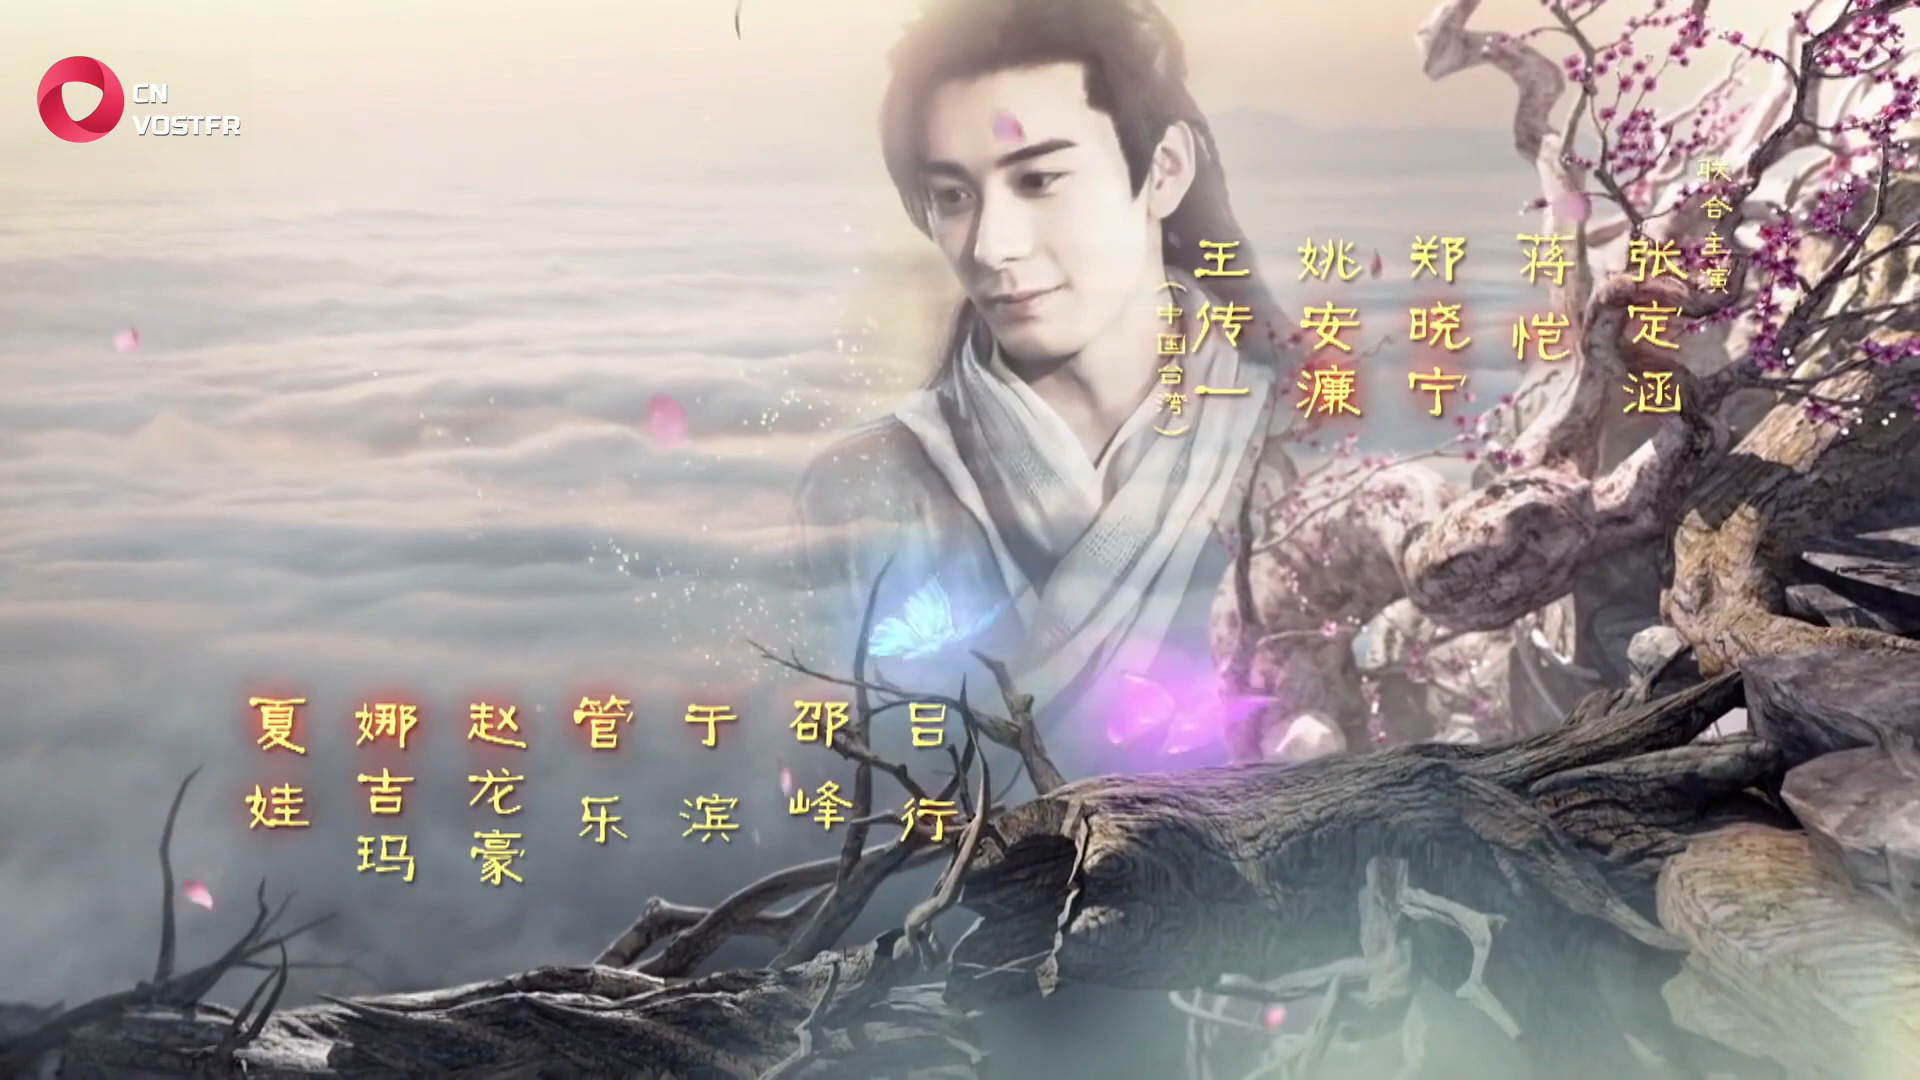 CN
VOSTFR
联合主演
张定涵
蒋恺
郑晓宁
姚安濂
王传一
（中国台湾）
吕行
邵峰
于滨
管乐
赵龙豪
娜吉玛
夏娃